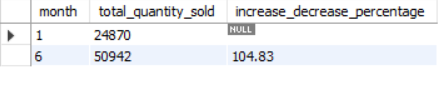 month total_quantity_sold increase_decrease_percentage
1 24870 NULL
6 50942 104.83